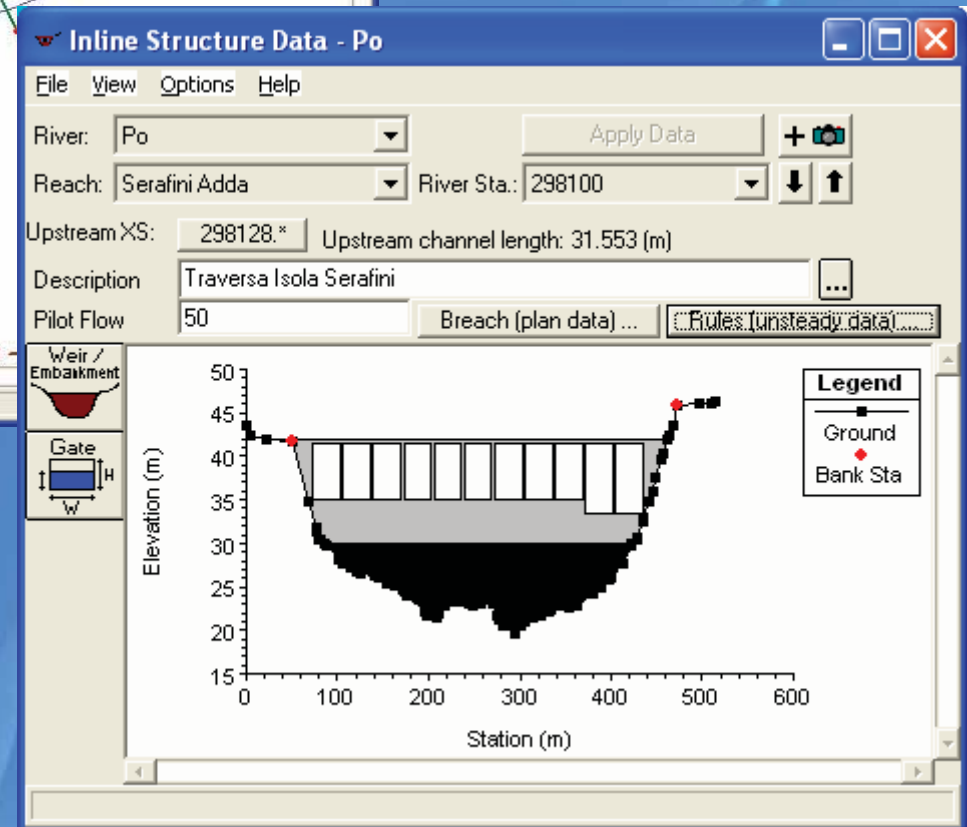 Inline Structure Data - Po
File View Options Help
River: Po Apply Data
Reach: Serafini Adda River Sta.: 298100
Upstream XS: 298128.* Upstream channel length: 31.553 (m)
Description Traversa Isola Serafini ...
Pilot Flow 50 Breach (plan data) ... Rules (unsteady data) ...
Weir /
Embankment
Gate
H
W
Elevation (m)
50
45
40
35
30
25
20
15
0 100 200 300 400 500 600
Station (m)
Legend
Ground
Bank Sta